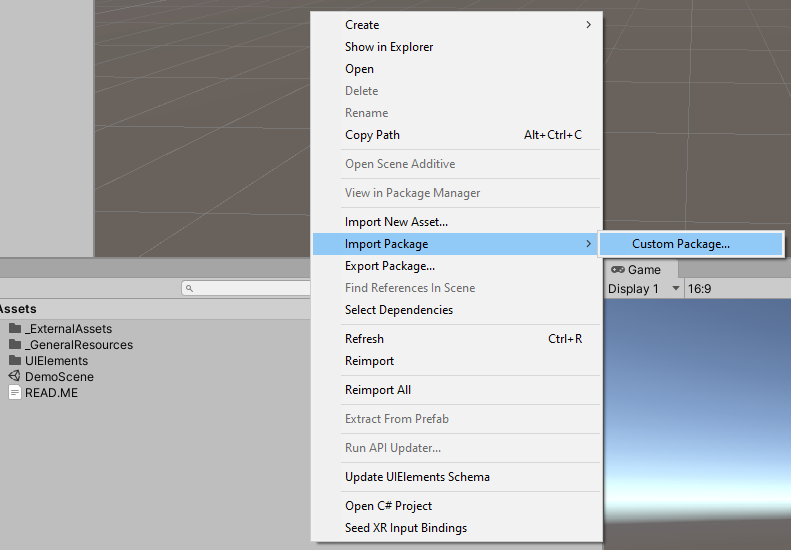 Create
Show in Explorer
Open
Delete
Rename
Copy Path Alt+Ctrl+C
Open Scene Additive
View in Package Manager
Import New Asset...
Import Package Custom Package...
Export Package...
Find References In Scene
Select Dependencies
Refresh Ctrl+R
Reimport
Reimport All
Extract From Prefab
Run API Updater...
Update UIElements Schema
Open C# Project
Seed XR Input Bindings
Game
Display 1 16:9
Assets
_ExternalAssets
_GeneralResources
UIElements
DemoScene
READ.ME